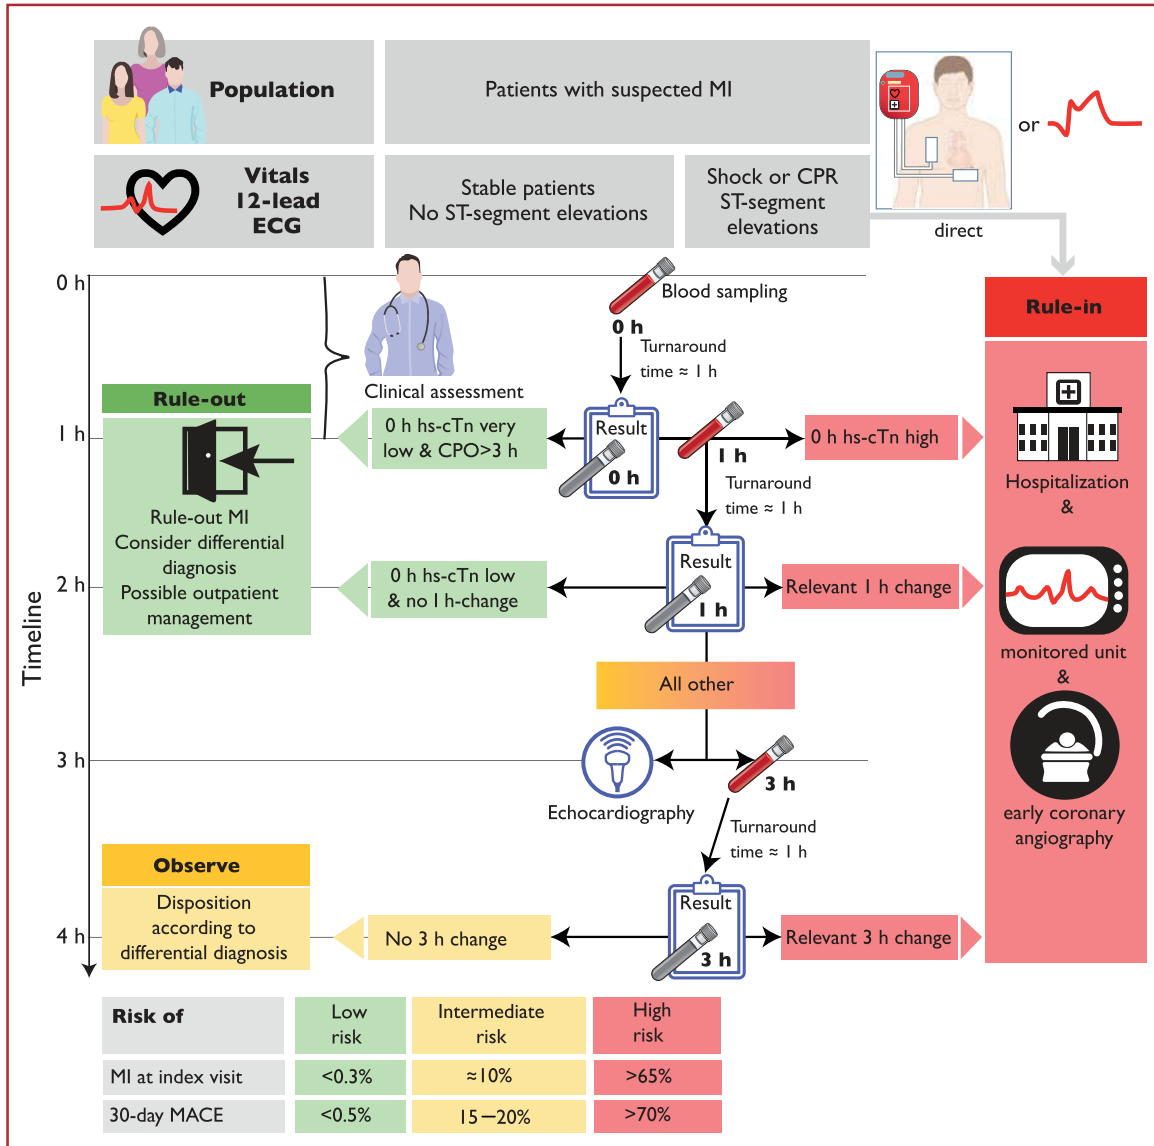 Population
Patients with suspected MI
or
Vitals
12-lead
ECG
Stable patients
No ST-segment elevations
Shock or CPR
ST-segment
elevations
direct
Timeline
0 h
1 h
2 h
3 h
4 h
Clinical assessment
Blood sampling
0 h
Turnaround
time ≈ 1 h
Rule-in
Rule-out
0 h hs-cTn very
low & CPO>3 h
Result
0 h
1 h
0 h hs-cTn high
Turnaround
time ≈ 1 h
Rule-out MI
Consider differential
diagnosis
Possible outpatient
management
Hospitalization
&
0 h hs-cTn low
& no 1 h-change
Result
1 h
Relevant 1 h change
monitored unit
&
All other
Echocardiography
3 h
early coronary
angiography
Turnaround
time ≈ 1 h
Observe
Disposition
according to
differential diagnosis
No 3 h change
Result
3 h
Relevant 3 h change
Risk of
Low
risk
Intermediate
risk
High
risk
MI at index visit
<0.3%
≈10%
>65%
30-day MACE
<0.5%
15—20%
>70%